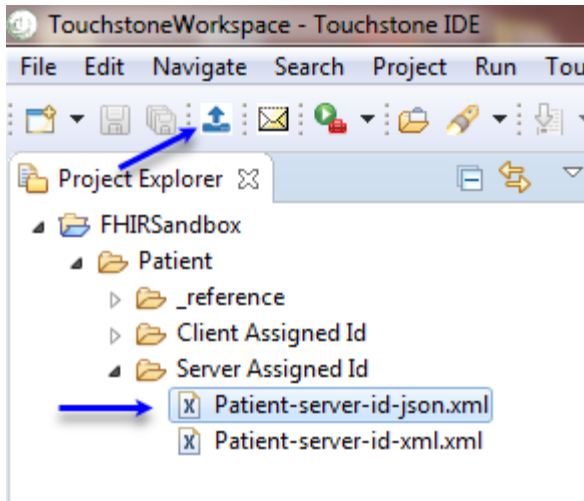 TouchstoneWorkspace - Touchstone IDE
File Edit Navigate Search Project Run Tou
Project Explorer
FHIRSandbox
Patient
_reference
Client Assigned Id
Server Assigned Id
Patient-server-id-json.xml
Patient-server-id-xml.xml